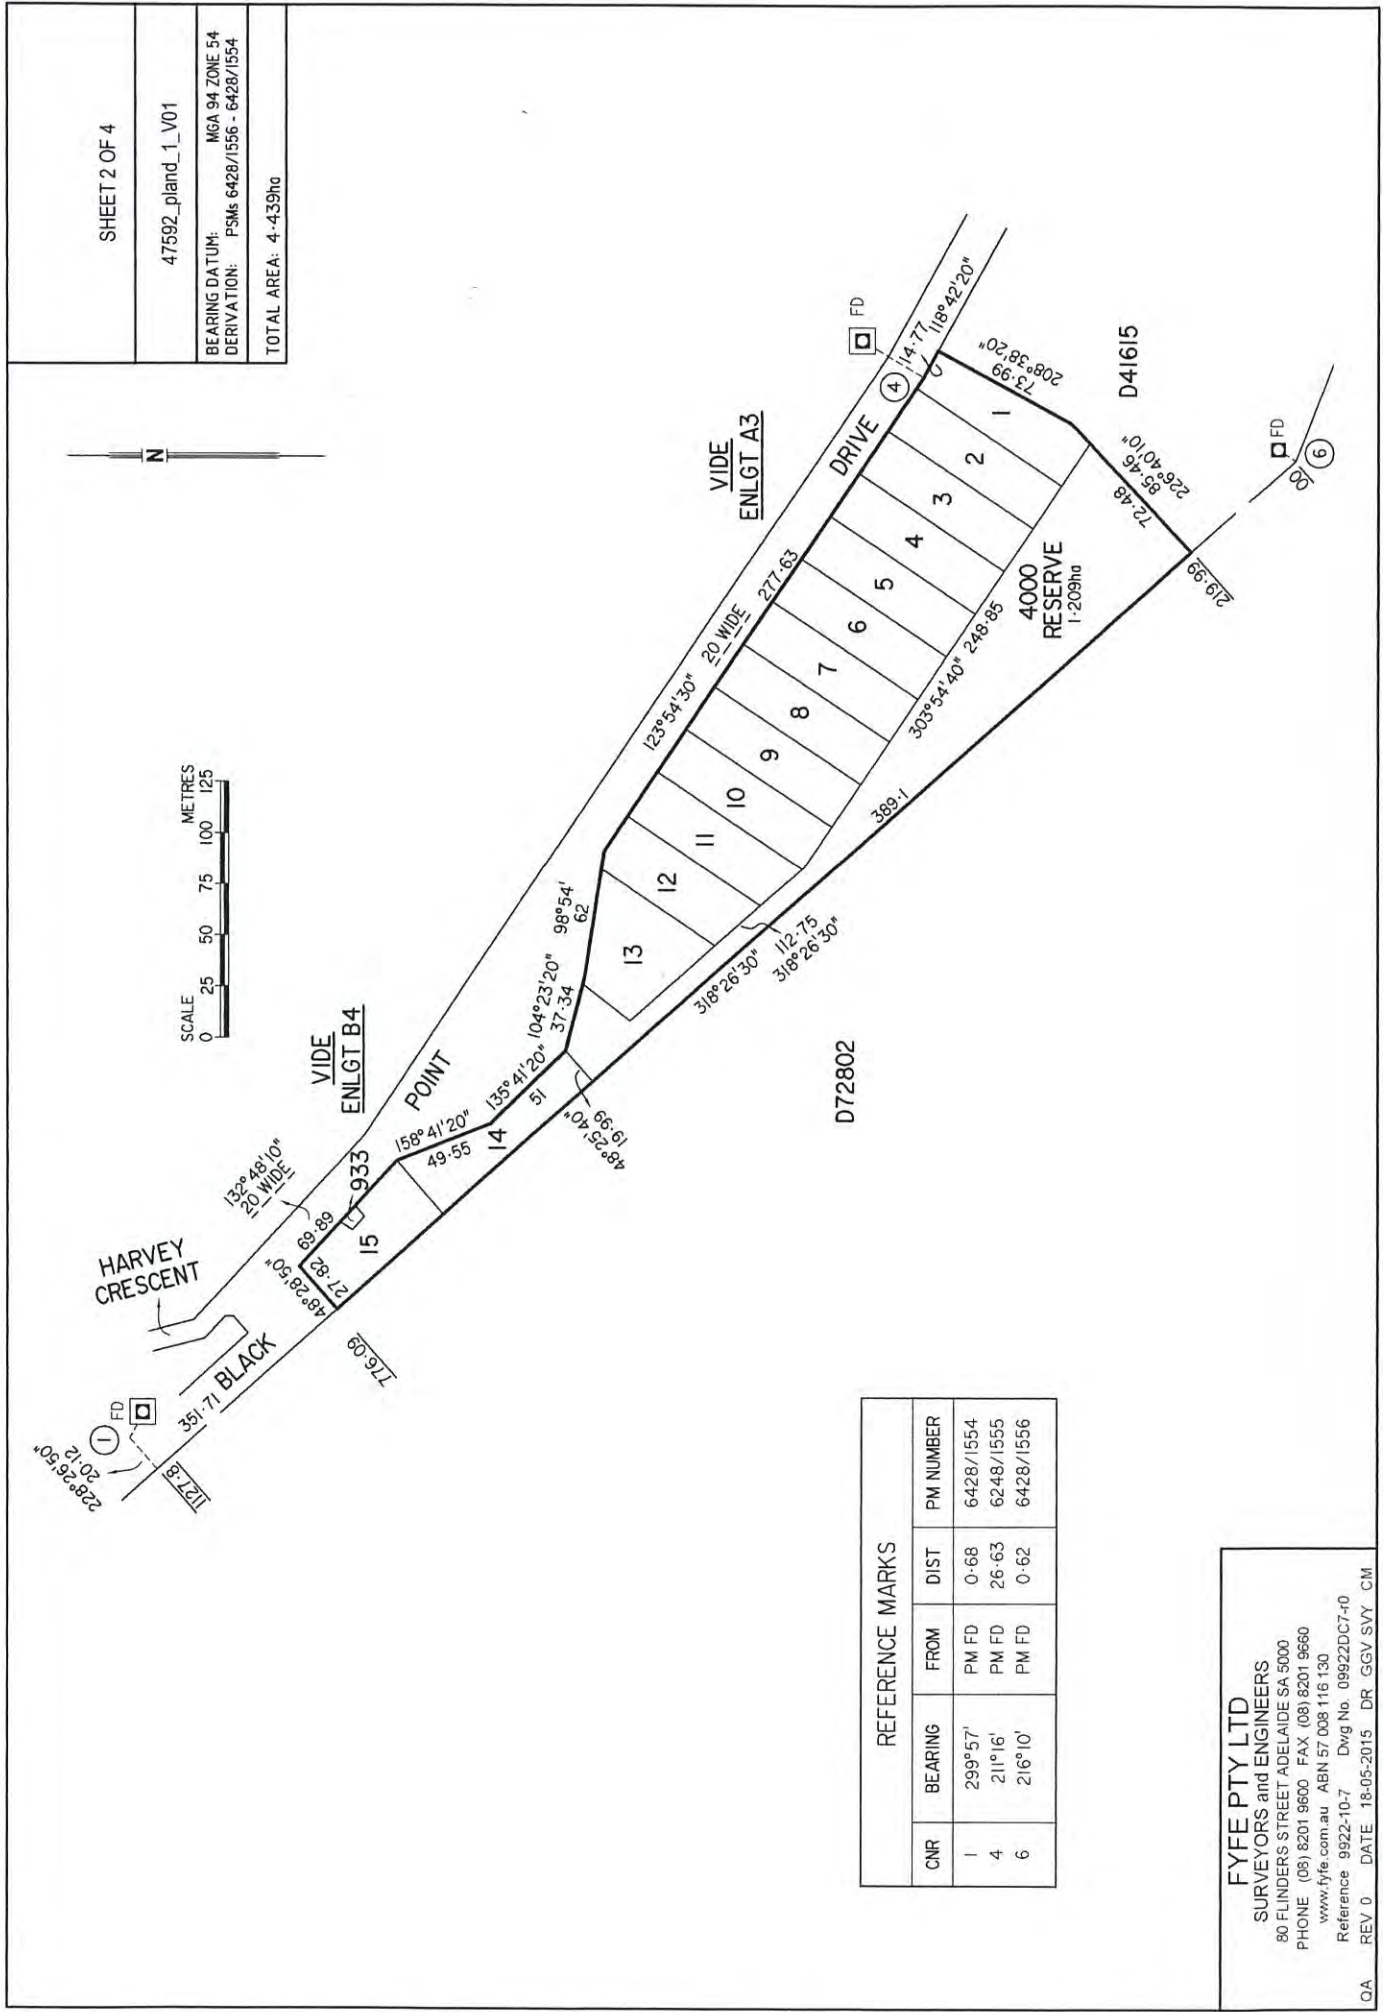 SHEET 2 OF 4
47592_pland_1_V01
BEARING DATUM: MGA 94 ZONE 54
DERIVATION: PSMs 6428/1556 - 6428/1554
TOTAL AREA: 4·439ha
N
SCALE METRES
0 25 50 75 100 125
HARVEY
CRESCENT
132°48'10"
20 WIDE
VIDE
ENLGT B4
VIDE
ENLGT A3
228°26'50"
20·12
1
FD
1127·8
351·71
BLACK
POINT
DRIVE
776·09
48°28'50"
27·82
69·89
933
15
158°41'20"
49·55
14
135°41'20"
51
48°25'40"
19·99
104°23'20"
37·34
98°54'
62
123°54'30"
20 WIDE
277·63
4
FD
14·77
118°42'20"
208°38'20"
73·99
D41615
1
2
3
4
5
6
7
8
9
10
11
12
13
112·75
318°26'30"
318°26'30"
389·1
303°54'40" 248·85
4000
RESERVE
1·209ha
72·48
85·46
226°40'10"
219·99
00
6
FD
D72802
REFERENCE MARKS
CNR BEARING FROM DIST PM NUMBER
1 299°57' PM FD 0·68 6428/1554
4 211°16' PM FD 26·63 6248/1555
6 216°10' PM FD 0·62 6428/1556
FYFE PTY LTD
SURVEYORS and ENGINEERS
80 FLINDERS STREET ADELAIDE SA 5000
PHONE (08) 8201 9600 FAX (08) 8201 9660
www.fyfe.com.au ABN 57 008 116 130
Reference 9922-10-7 Dwg No. 09922DC7-r0
QA REV 0 DATE 18-05-2015 DR GGV SVY CM